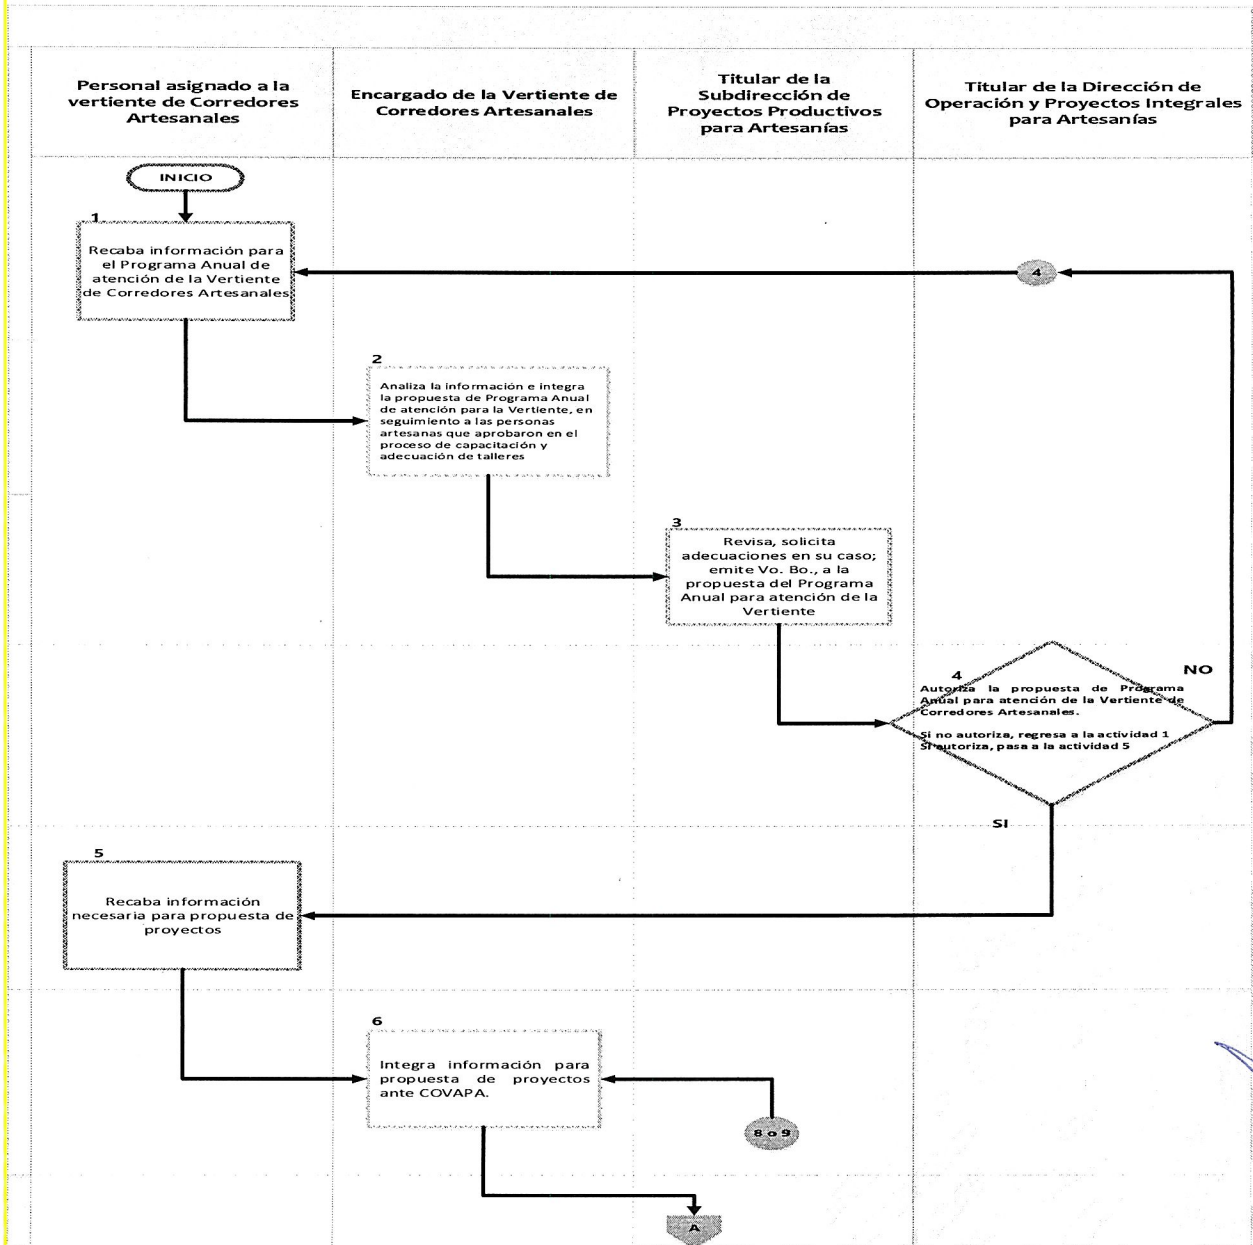 Personal asignado a la
vertiente de Corredores
Artesanales
Encargado de la Vertiente de
Corredores Artesanales
Titular de la
Subdirección de
Proyectos Productivos
para Artesanías
Titular de la Dirección de
Operación y Proyectos Integrales
para Artesanías
INICIO
1
Recaba información para
el Programa Anual de
atención de la Vertiente
de Corredores Artesanales
4
2
Analiza la información e integra
la propuesta de Programa Anual
de atención para la Vertiente, en
seguimiento a las personas
artesanas que aprobaron en el
proceso de capacitación y
adecuación de talleres
3
Revisa, solicita
adecuaciones en su caso;
emite Vo. Bo., a la
propuesta del Programa
Anual para atención de la
Vertiente
NO
4
Autoriza la propuesta de Programa
Anual para atención de la Vertiente de
Corredores Artesanales.
Si no autoriza, regresa a la actividad 1
Si autoriza, pasa a la actividad 5
SI
5
Recaba información
necesaria para propuesta de
proyectos
6
Integra información para
propuesta de proyectos
ante COVAPA.
8 o 9
A